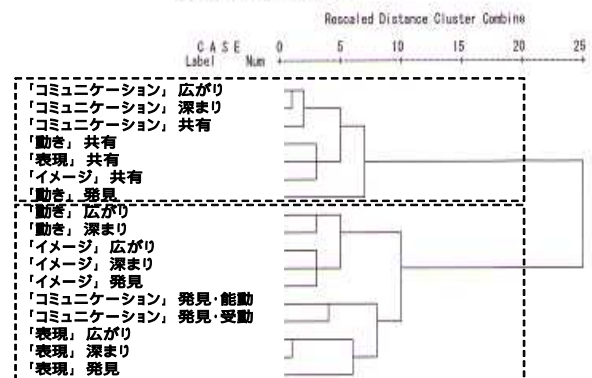 Rescaled Distance Cluster Combine
C A S E 0 5 10 15 20 25
Label Num
「コミュニケーション」 広がり
「コミュニケーション」 深まり
「コミュニケーション」 共有
「動き」 共有
「表現」 共有
「イメージ」 共有
「動き」 発見
「動き」 広がり
「動き」 深まり
「イメージ」 広がり
「イメージ」 深まり
「イメージ」 発見
「コミュニケーション」 発見・能動
「コミュニケーション」 発見・受動
「表現」 広がり
「表現」 深まり
「表現」 発見